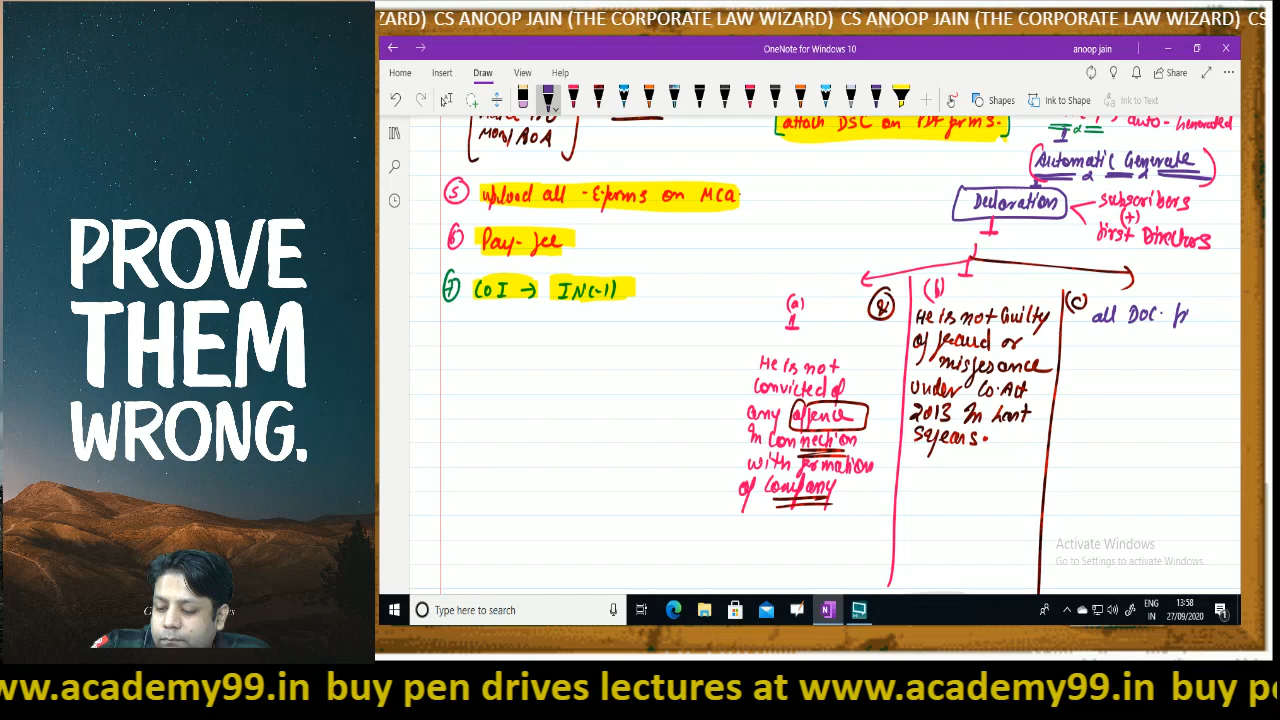 ZARD) CS ANOOP JAIN (THE CORPORATE LAW WIZARD) CS ANOOP JAIN (THE CORPORATE LAW WIZARD) CS
OneNote for Windows 10
anoop jain
Home Insert Draw View Help
Share
Shapes
Ink to Shape
Ink to Text
MOA/AOA
attach DSC on PDF forms.
auto-Generated
(Automatic Generate)
Declaration
subscribers
(+)
first Directors
5 upload all -E-forms on MCA
6 Pay-fee
7 COI → INC-11
(a)
He is not
Convicted of
any offence
in connection
with formation
of company
&
(b)
He is not Guilty
of fraud or
misfesance
under Co. Act
2013 In last
5years.
(c)
all DOC.
PROVE
THEM
WRONG.
Activate Windows
Go to Settings to activate Windows.
Type here to search
ENG
IN
13:58
27/09/2020
ww.academy99.in buy pen drives lectures at www.academy99.in buy pe